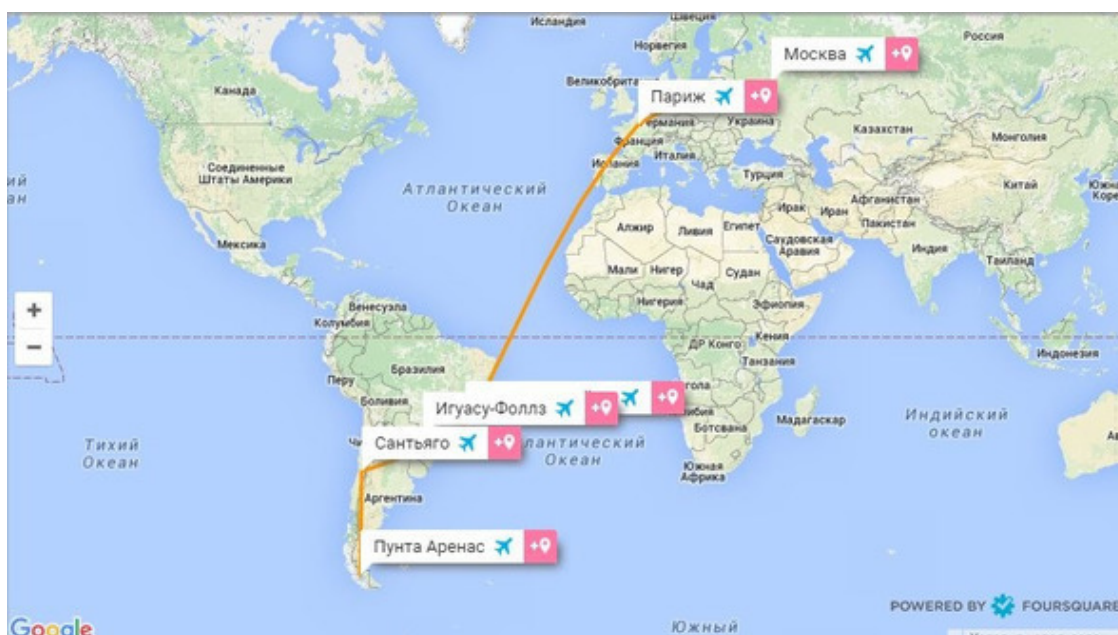 Исландия
Швеция
Норвегия
Россия
Москва
Канада
Париж
Украина
Германия
Казахстан
Монголия
Франция
Италия
Испания
Соединенные
Штаты Америки
Турция
Китай
Атлантический
Океан
Афганистан
Ирак
Иран
Пакистан
Алжир
Ливия
Египет
Саудовская
Аравия
Мексика
Индия
Мали
Нигер
Чад
Судан
Таиланд
Венесуэла
Нигерия
Эфиопия
Колумбия
ДР Конго
Кения
Танзания
Индонезия
Перу
Бразилия
Боливия
Игуасу-Фоллз
Ботсвана
Мадагаскар
Индийский
океан
Тихий
Океан
Сантьяго
Океан
Южная
Африка
Аргентина
Пунта Аренас
POWERED BY FOURSQUARE
Google
Южный